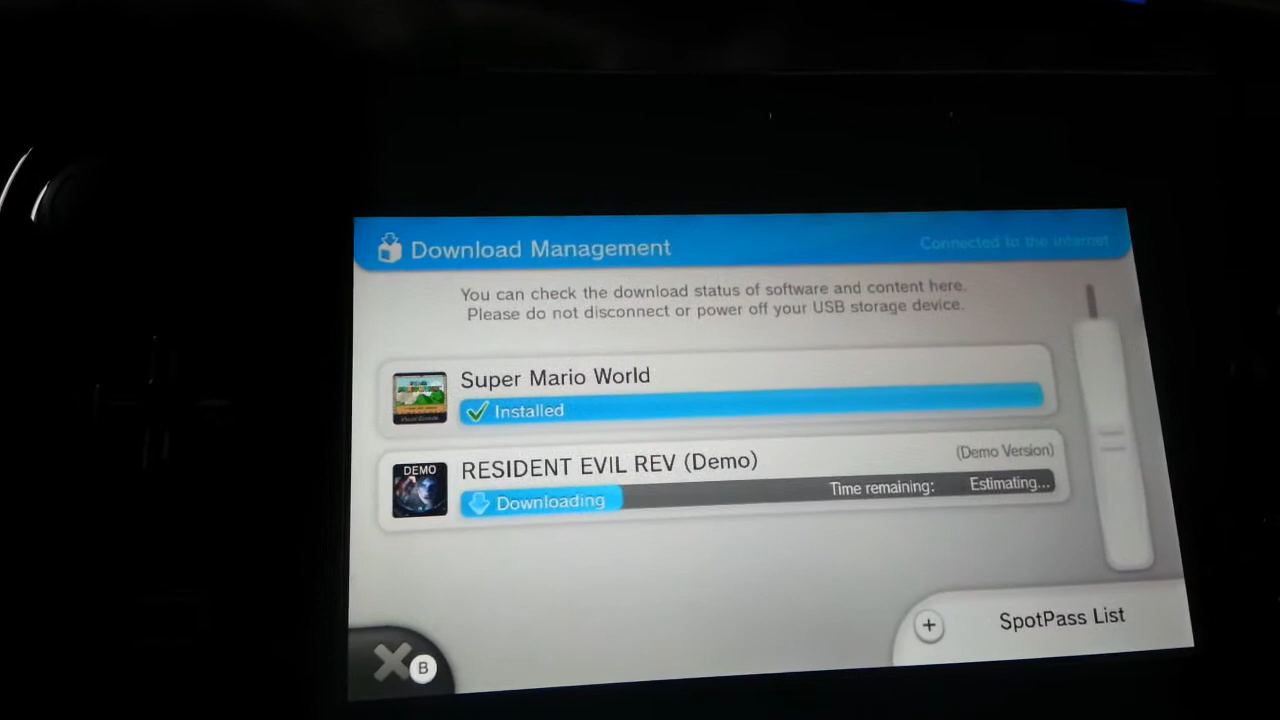 Download Management
Connected to the internet
You can check the download status of software and content here.
Please do not disconnect or power off your USB storage device.
Super Mario World
Installed
DEMO
RESIDENT EVIL REV (Demo)
(Demo Version)
Downloading
Time remaining: Estimating...
+ SpotPass List
B